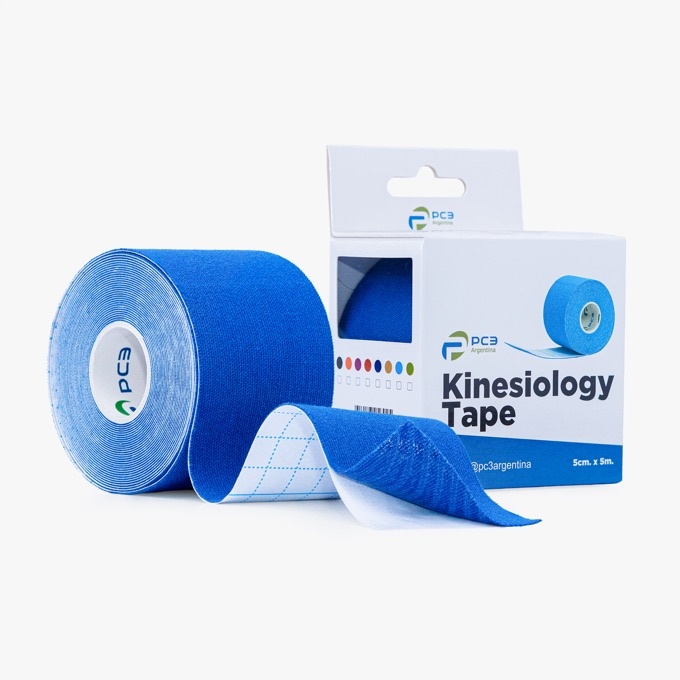 PC3
Argentina
PC3
Argentina
Kinesiology
Tape
@pc3argentina
5cm. x 5m.
PC3